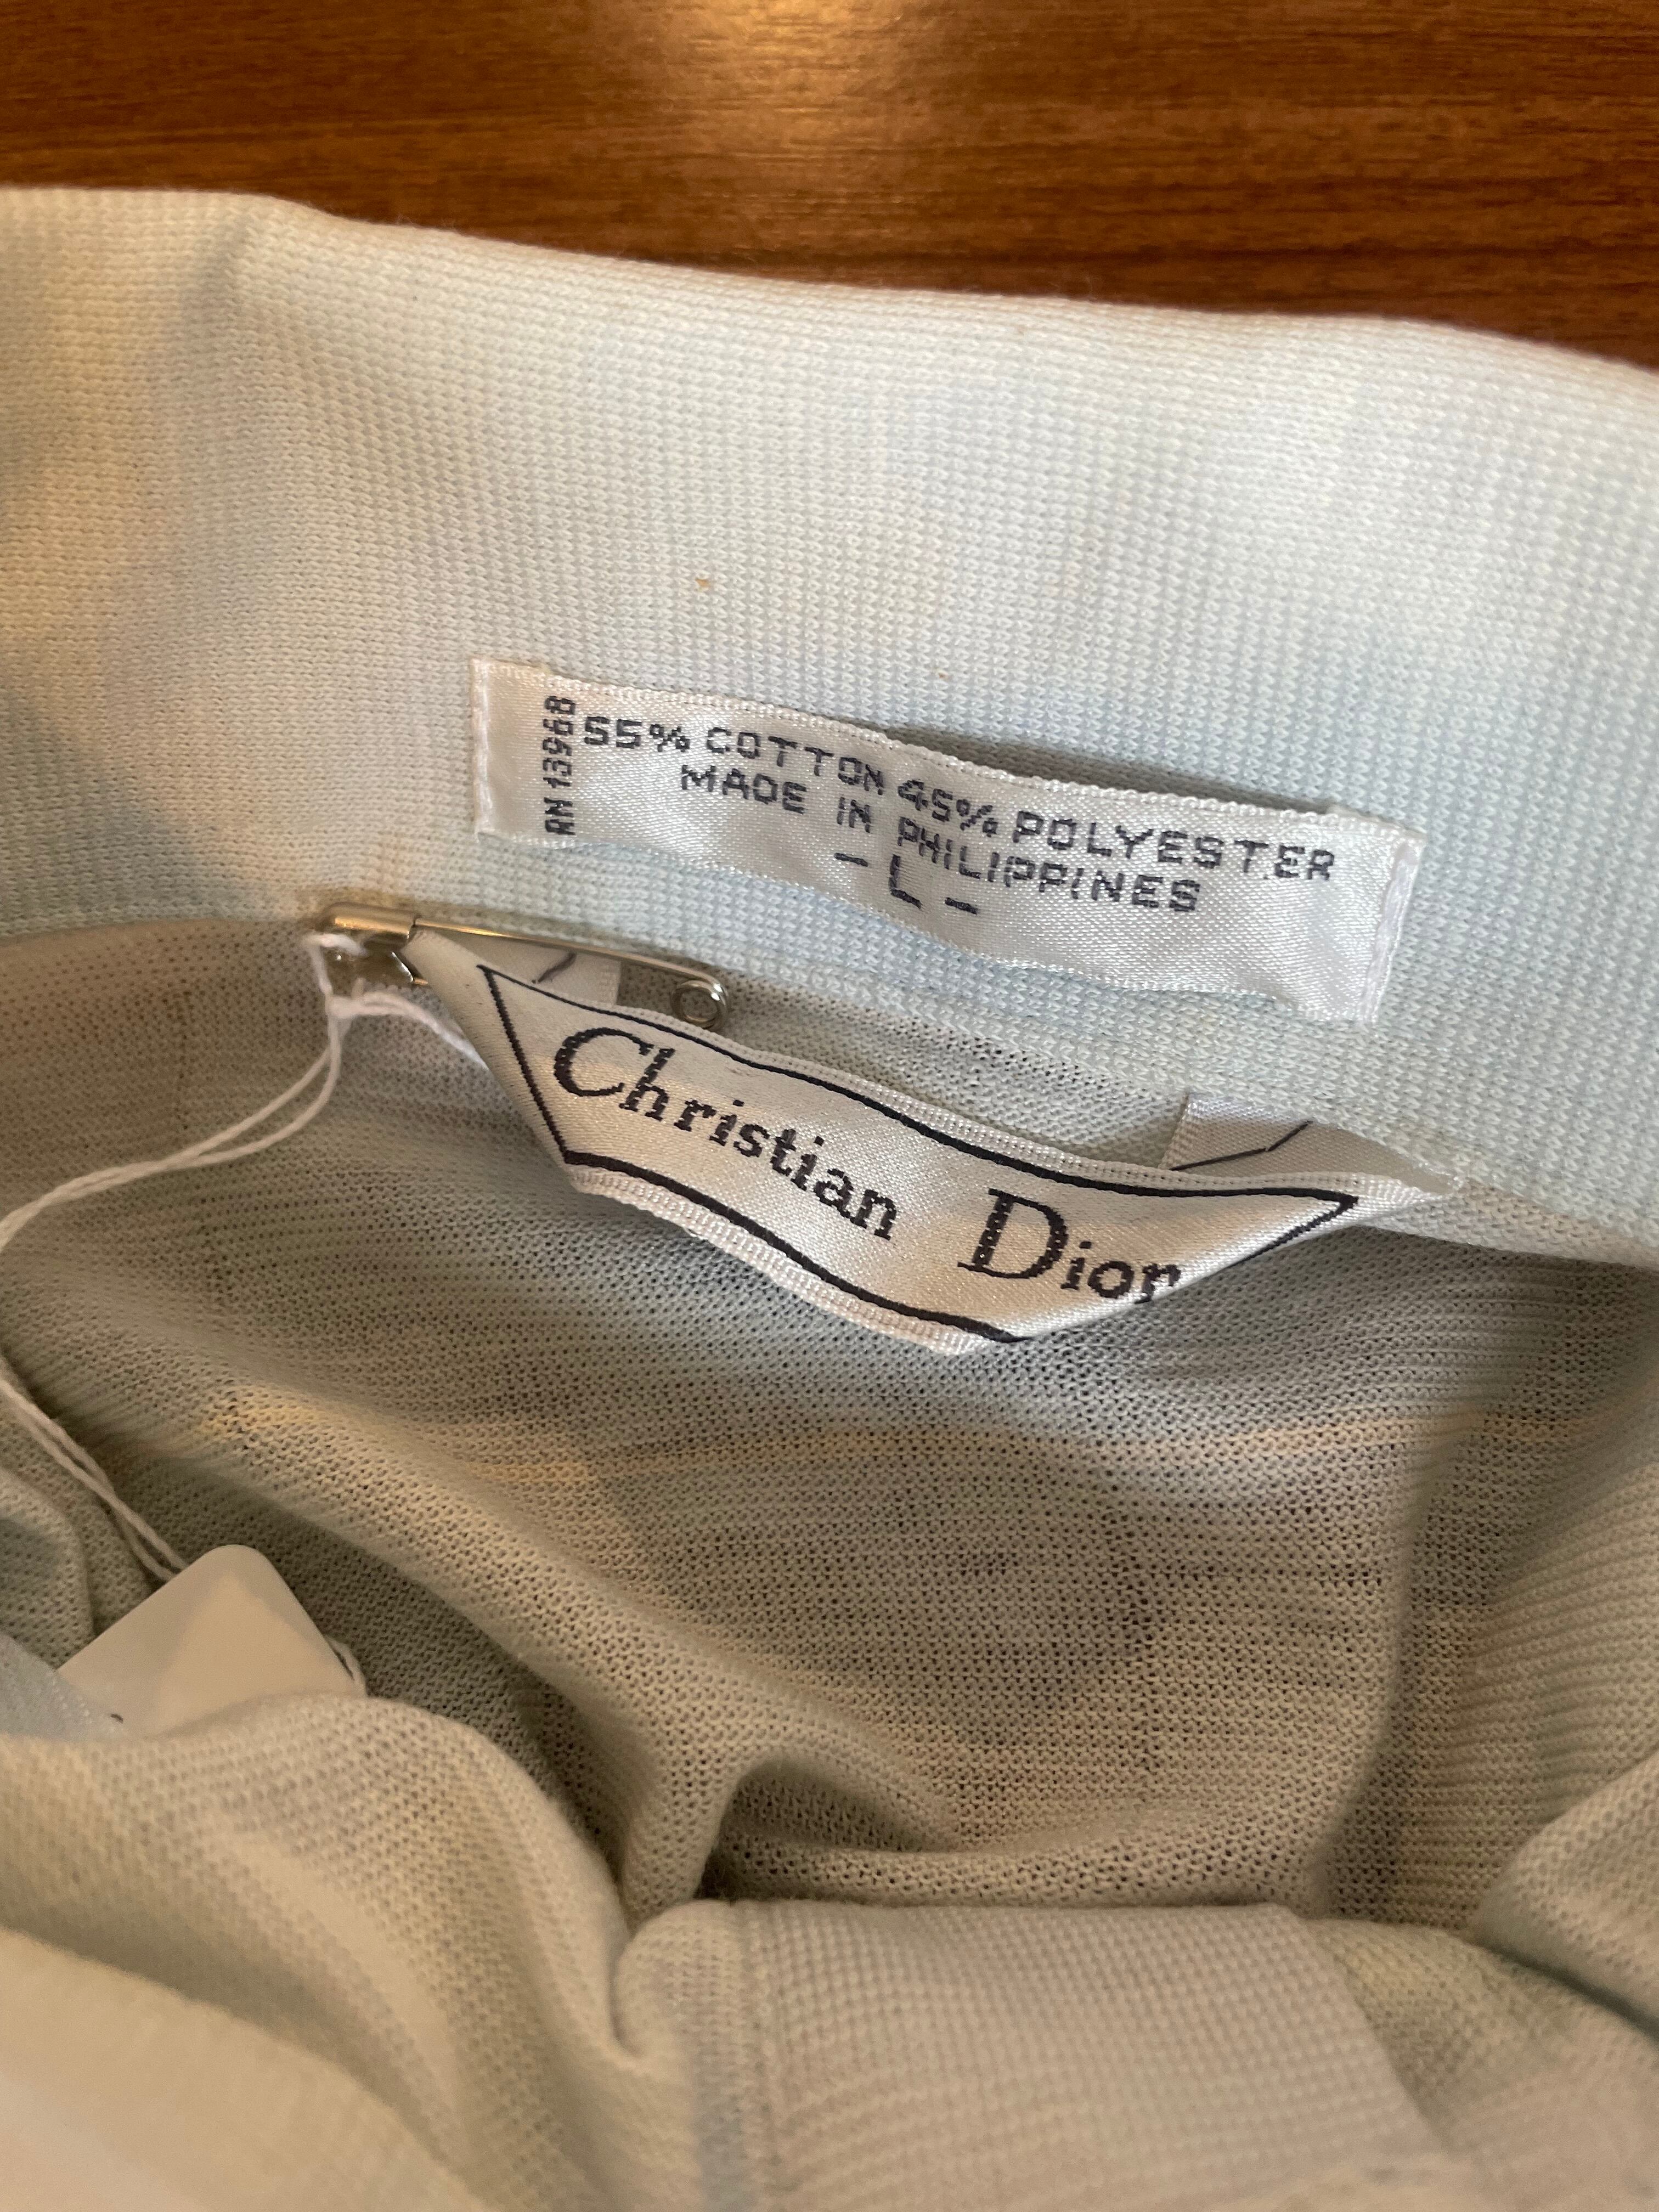 RN 13968
55% COTTON 45% POLYESTER
MADE IN PHILIPPINES
- L -
Christian Dior